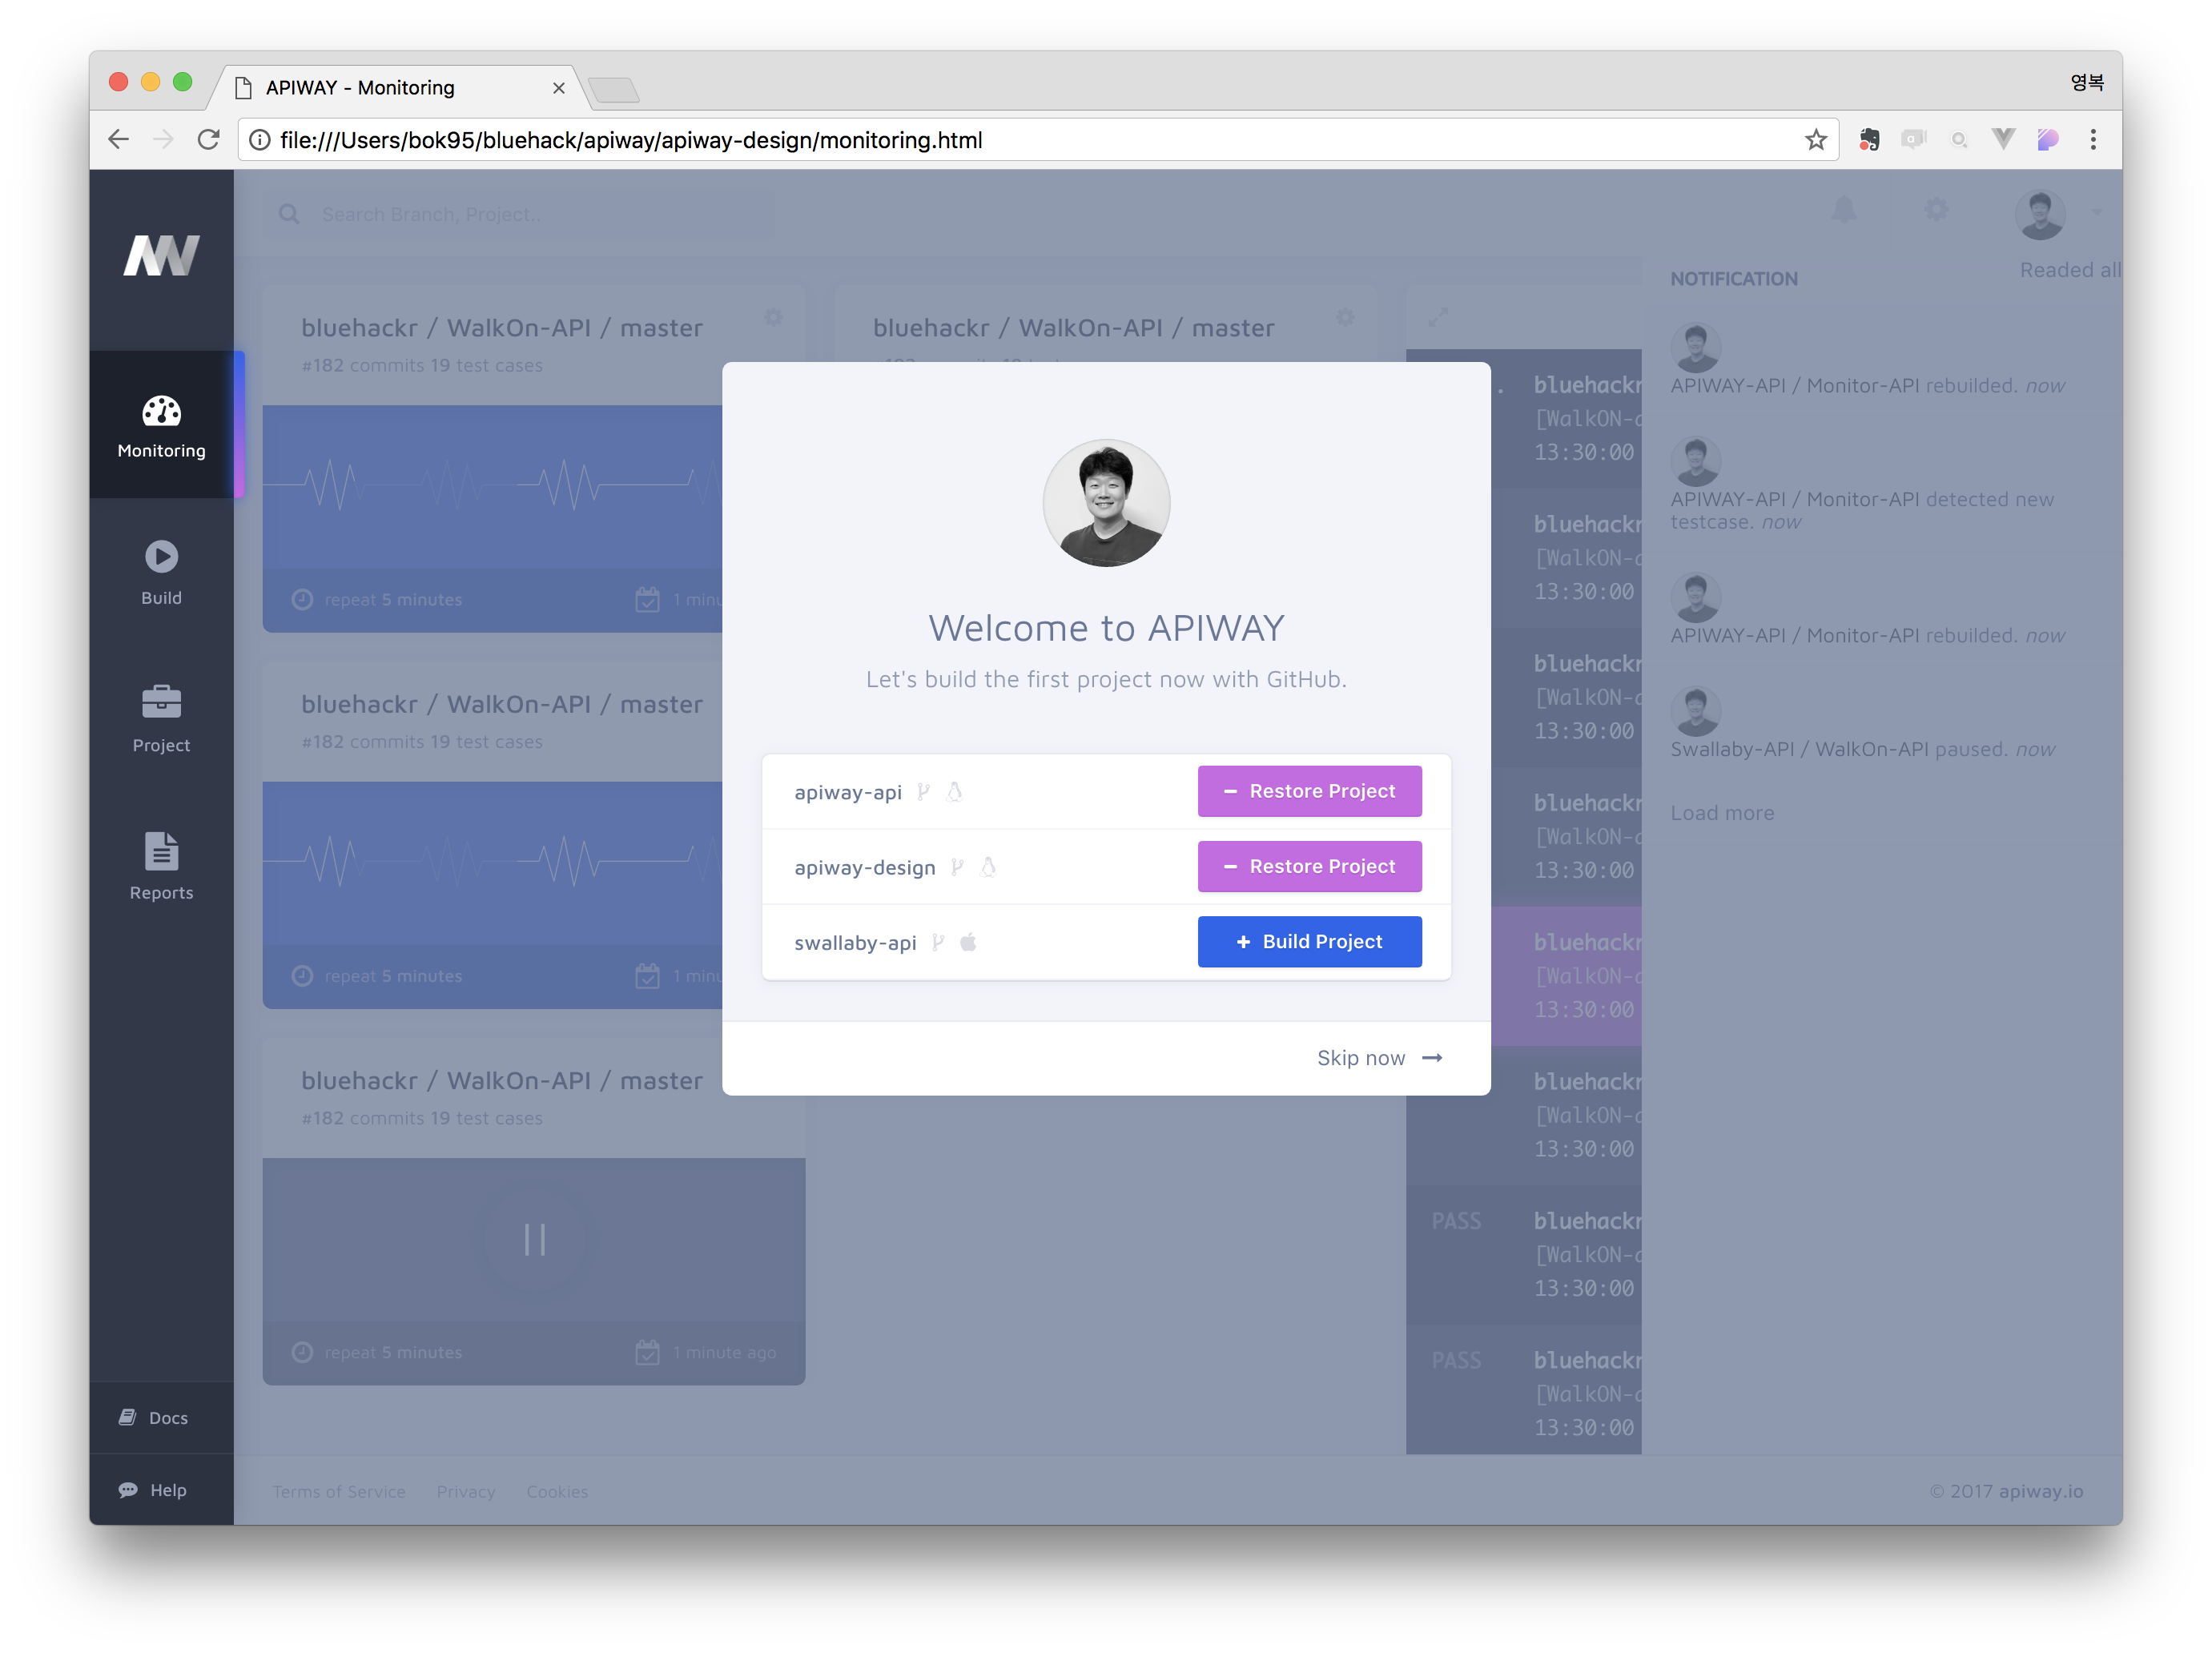 APIWAY - Monitoring
영복
file:///Users/bok95/bluehack/apiway/apiway-design/monitoring.html
Search Branch, Project..
Monitoring
Build
Project
Reports
Docs
Help
bluehackr / WalkOn-API / master
#182 commits 19 test cases
repeat 5 minutes
1 minu
bluehackr / WalkOn-API / master
#182 commits 19 test cases
repeat 5 minutes
1 minu
bluehackr / WalkOn-API / master
#182 commits 19 test cases
repeat 5 minutes
1 minute ago
bluehackr / WalkOn-API / master
Welcome to APIWAY
Let's build the first project now with GitHub.
apiway-api
Restore Project
apiway-design
Restore Project
swallaby-api
Build Project
Skip now
bluehackr
[WalkON-a
13:30:00
bluehackr
[WalkON-a
13:30:00
bluehackr
[WalkON-a
13:30:00
bluehackr
[WalkON-a
13:30:00
bluehackr
[WalkON-a
13:30:00
bluehackr
[WalkON-a
13:30:00
PASS
bluehackr
[WalkON-a
13:30:00
PASS
bluehackr
[WalkON-a
13:30:00
NOTIFICATION
Readed all
APIWAY-API / Monitor-API rebuilded. now
APIWAY-API / Monitor-API detected new
testcase. now
APIWAY-API / Monitor-API rebuilded. now
Swallaby-API / WalkOn-API paused. now
Load more
Terms of Service
Privacy
Cookies
© 2017 apiway.io